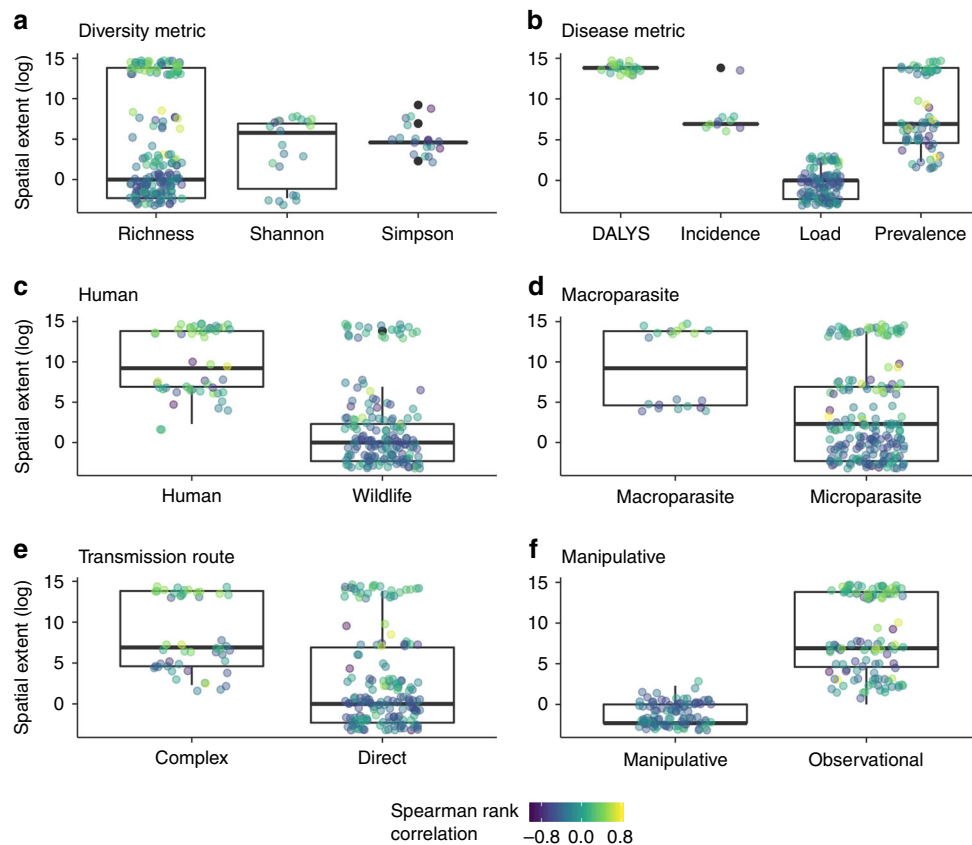 a
Diversity metric
Spatial extent (log)
15
10
5
0
Richness Shannon Simpson
b
Disease metric
Spatial extent (log)
15
10
5
0
DALYS Incidence Load Prevalence
c
Human
Spatial extent (log)
15
10
5
0
Human Wildlife
d
Macroparasite
15
10
5
0
Macroparasite Microparasite
e
Transmission route
Spatial extent (log)
15
10
5
0
Complex Direct
f
Manipulative
15
10
5
0
Manipulative Observational
Spearman rank
correlation
−0.8 0.0 0.8